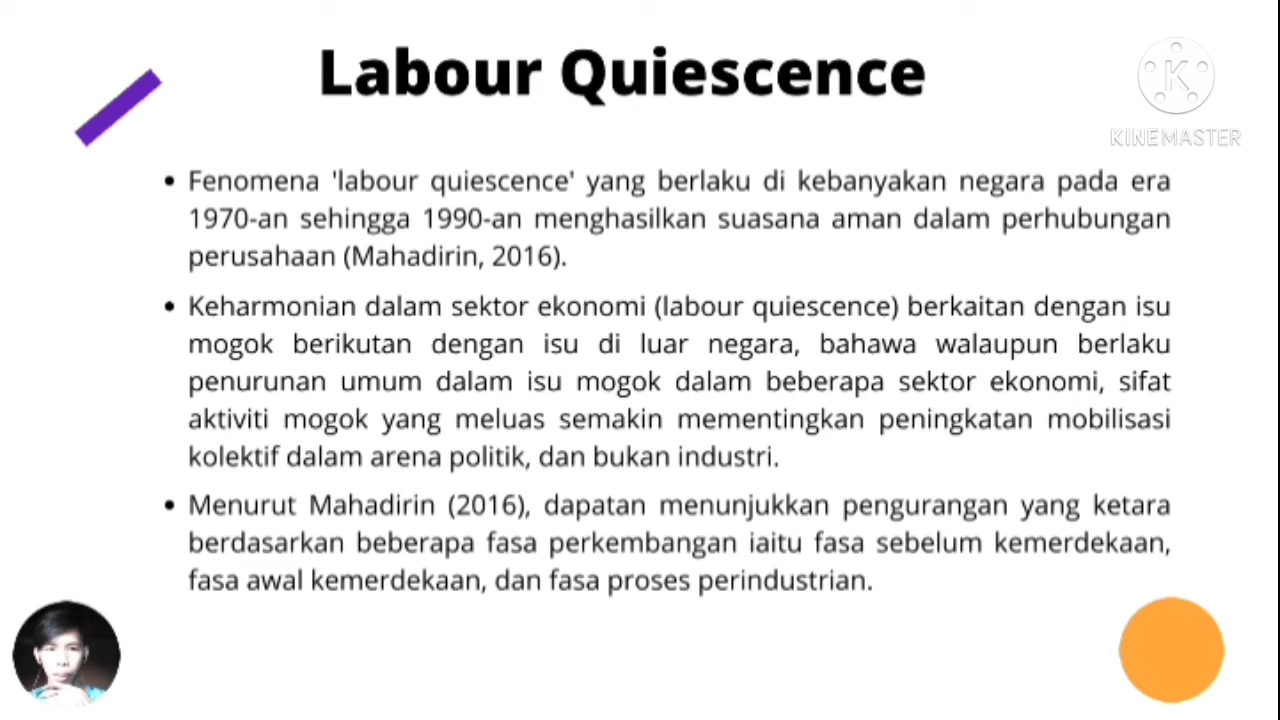 Labour Quiescence
K
KINEMASTER
• Fenomena 'labour quiescence' yang berlaku di kebanyakan negara pada era
1970-an sehingga 1990-an menghasilkan suasana aman dalam perhubungan
perusahaan (Mahadirin, 2016).
• Keharmonian dalam sektor ekonomi (labour quiescence) berkaitan dengan isu
mogok berikutan dengan isu di luar negara, bahawa walaupun berlaku
penurunan umum dalam isu mogok dalam beberapa sektor ekonomi, sifat
aktiviti mogok yang meluas semakin mementingkan peningkatan mobilisasi
kolektif dalam arena politik, dan bukan industri.
• Menurut Mahadirin (2016), dapatan menunjukkan pengurangan yang ketara
berdasarkan beberapa fasa perkembangan iaitu fasa sebelum kemerdekaan,
fasa awal kemerdekaan, dan fasa proses perindustrian.